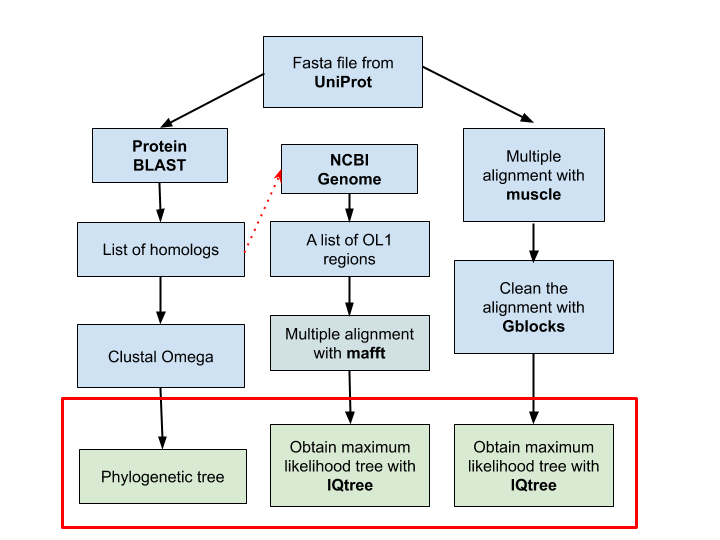 Fasta file from
UniProt
Protein
BLAST
List of homologs
Clustal Omega
Phylogenetic tree
NCBI
Genome
A list of OL1
regions
Multiple alignment
with mafft
Obtain maximum
likelihood tree with
IQtree
Multiple
alignment with
muscle
Clean the
alignment with
Gblocks
Obtain maximum
likelihood tree with
IQtree